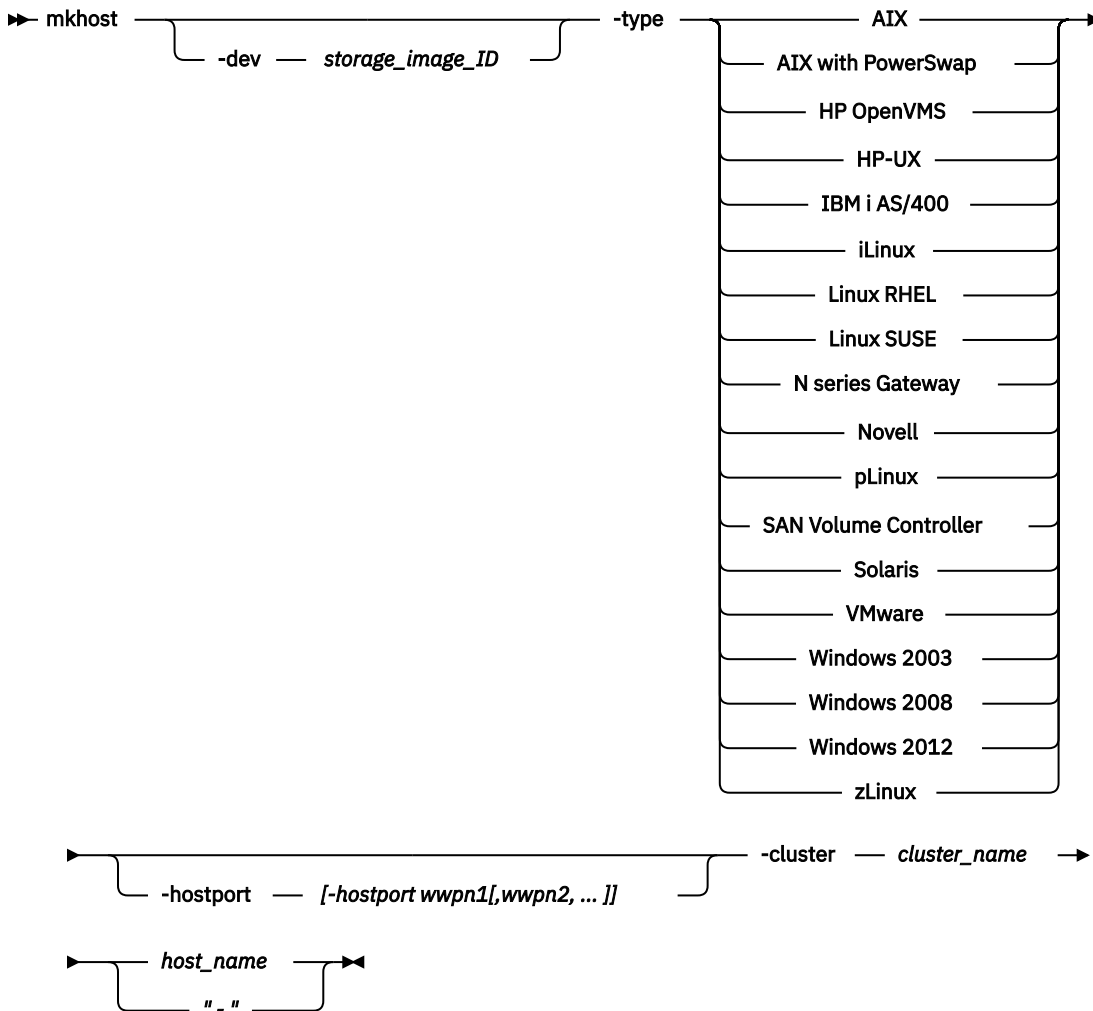 mkhost -dev storage_image_ID -type AIX
AIX with PowerSwap
HP OpenVMS
HP-UX
IBM i AS/400
iLinux
Linux RHEL
Linux SUSE
N series Gateway
Novell
pLinux
SAN Volume Controller
Solaris
VMware
Windows 2003
Windows 2008
Windows 2012
zLinux
-hostport [-hostport wwpn1[,wwpn2, ... ]] -cluster cluster_name
host_name
" - "